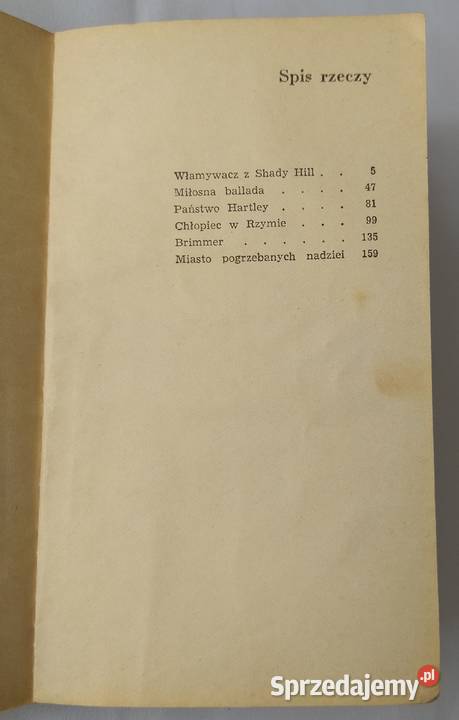 Spis rzeczy
Włamywacz z Shady Hill . . 5
Miłosna ballada . . . . 47
Państwo Hartley . . . . 81
Chłopiec w Rzymie . . . 99
Brimmer . . . . . . 135
Miasto pogrzebanych nadziei 159
Sprzedajemy.pl